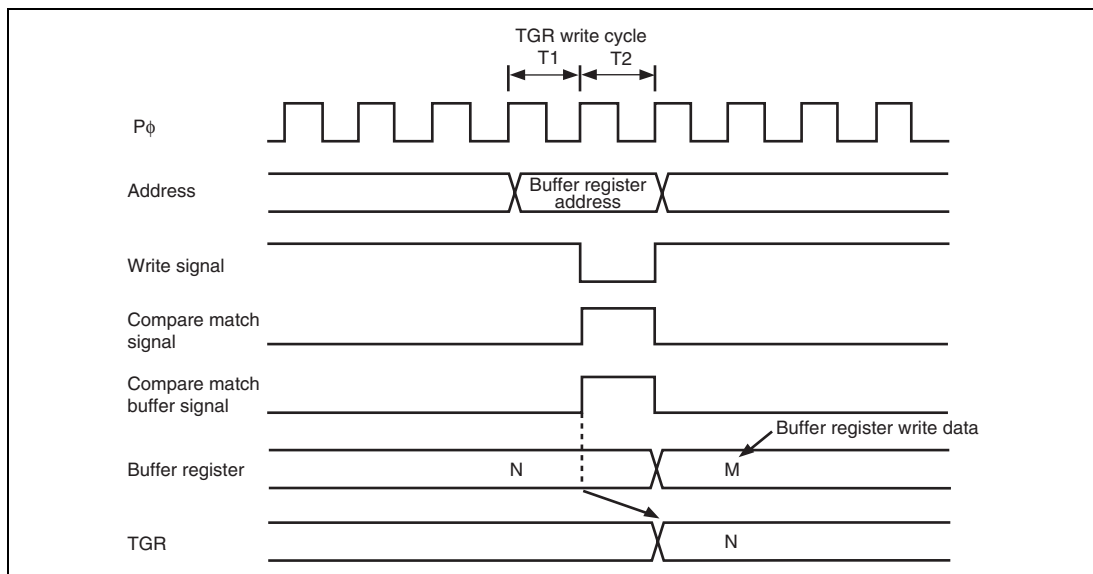 TGR write cycle
T1 T2
Pϕ
Address
Buffer register
address
Write signal
Compare match
signal
Compare match
buffer signal
Buffer register write data
Buffer register N M
TGR N